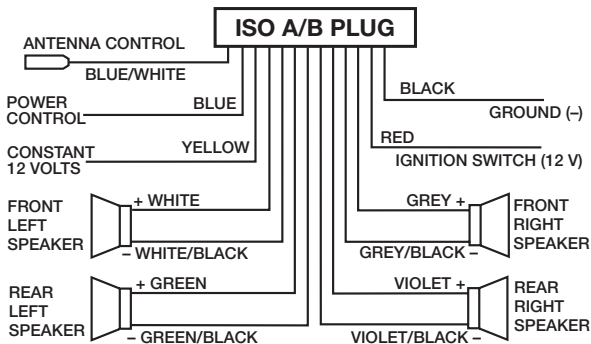 ISO A/B PLUG
ANTENNA CONTROL
BLUE/WHITE
BLACK
GROUND (–)
POWER
CONTROL
BLUE
RED
IGNITION SWITCH (12 V)
CONSTANT
12 VOLTS
YELLOW
FRONT
LEFT
SPEAKER
+ WHITE
– WHITE/BLACK
GREY +
GREY/BLACK –
FRONT
RIGHT
SPEAKER
REAR
LEFT
SPEAKER
+ GREEN
– GREEN/BLACK
VIOLET +
VIOLET/BLACK –
REAR
RIGHT
SPEAKER